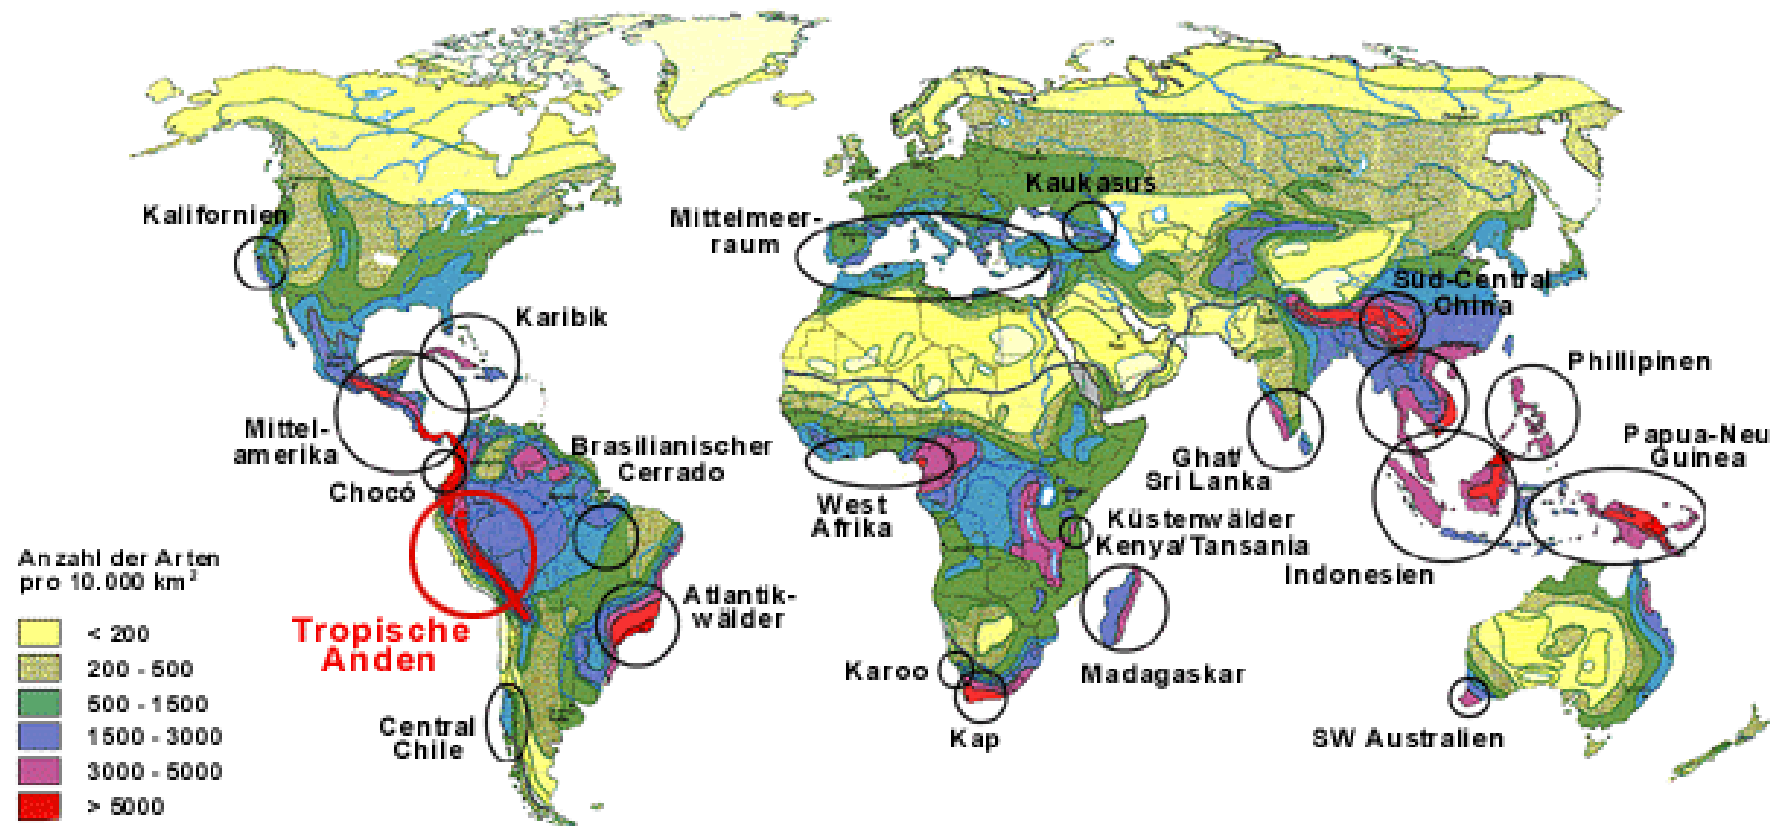 Kaukasus
Kalifornien
Mittelmeer-
raum
Süd-Central
China
Karibik
Phillipinen
Mittel-
amerika
Brasilianischer
Cerrado
Papua-Neu
Guinea
Chocó
Ghat/
Sri Lanka
West
Afrika
Küstenwälder
Kenya/Tansania
Indonesien
Anzahl der Arten
pro 10.000 km²
< 200
200 - 500
500 - 1500
1500 - 3000
3000 - 5000
> 5000
Tropische
Anden
Atlantik-
wälder
Karoo
Madagaskar
Central
Chile
Kap
SW Australien